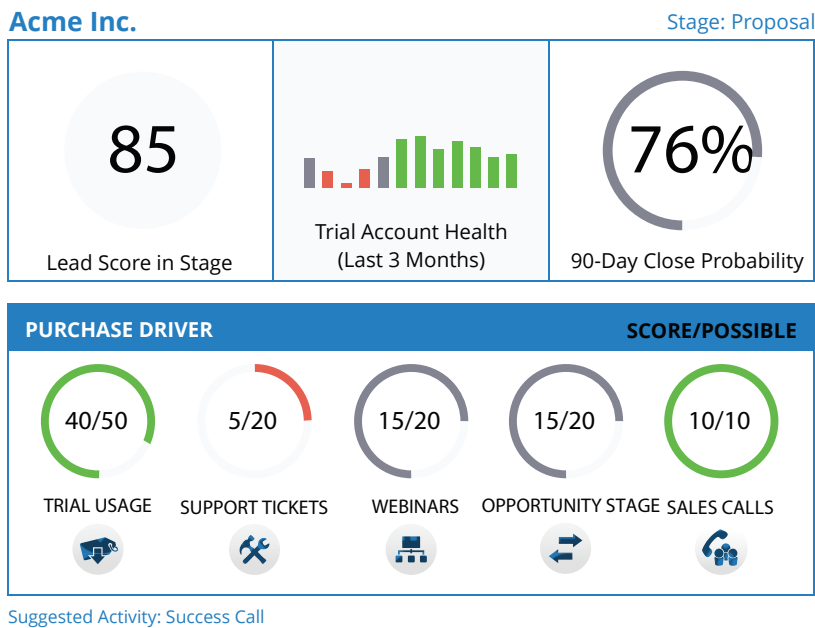 Acme Inc.
Stage: Proposal
85
Lead Score in Stage
Trial Account Health
(Last 3 Months)
76%
90-Day Close Probability
PURCHASE DRIVER
SCORE/POSSIBLE
40/50
5/20
15/20
15/20
10/10
TRIAL USAGE
SUPPORT TICKETS
WEBINARS
OPPORTUNITY STAGE
SALES CALLS
Suggested Activity: Success Call